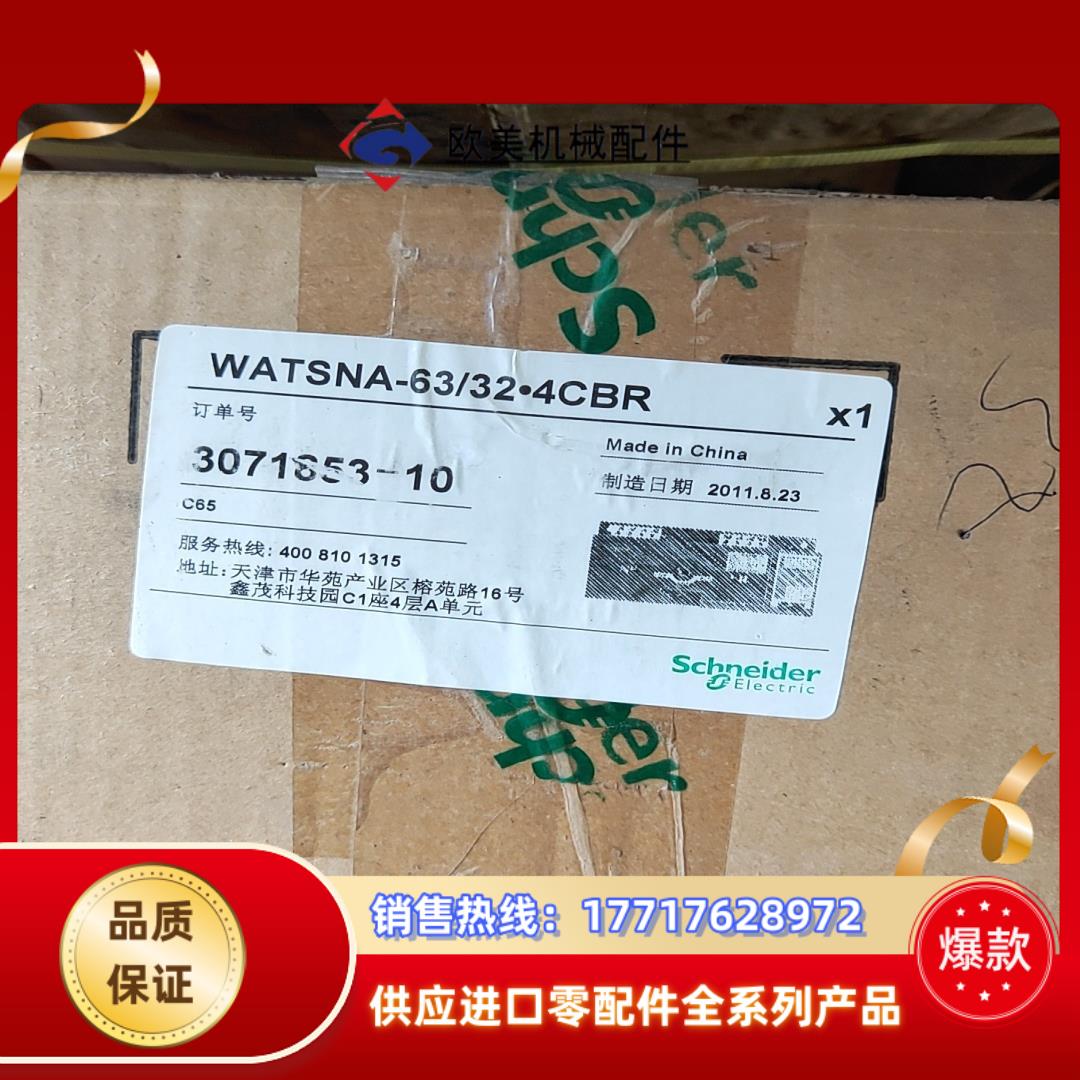 欧美机械配件
Schneider
WATSNA-63/32•4CBR
x1
订单号
3071853-10
C65
服务热线: 400 810 1315
地址: 天津市华苑产业区榕苑路16号
鑫茂科技园C1座4层A单元
Made in China
制造日期 2011.8.23
Schneider
Electric
品质
保证
销售热线: 17717628972
爆款
供应进口零配件全系列产品